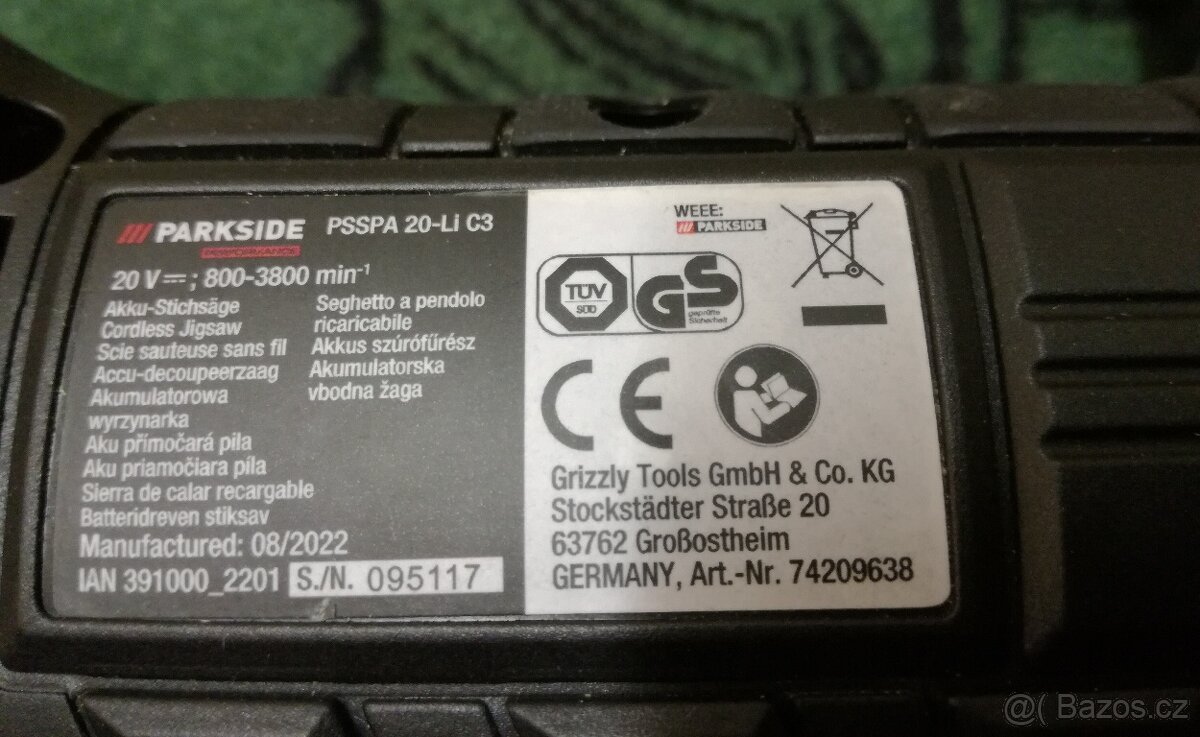 PARKSIDE PSSPA 20-Li C3
PERFORMANCE
20 V ⎓ ; 800-3800 min⁻¹
Akku-Stichsäge
Cordless Jigsaw
Scie sauteuse sans fil
Accu-decoupeerzaag
Akumulatorowa
wyrzynarka
Aku přímočará pila
Aku priamočiara píla
Sierra de calar recargable
Batteridreven stiksav
Seghetto a pendolo
ricaricabile
Akkus szúrófűrész
Akumulatorska
vbodna žaga
Manufactured: 08/2022
IAN 391000_2201 S./N. 095117
WEEE:
PARKSIDE
TÜV
SÜD
GS
geprüfte
Sicherheit
CE
Grizzly Tools GmbH & Co. KG
Stockstädter Straße 20
63762 Großostheim
GERMANY, Art.-Nr. 74209638
@( Bazos.cz